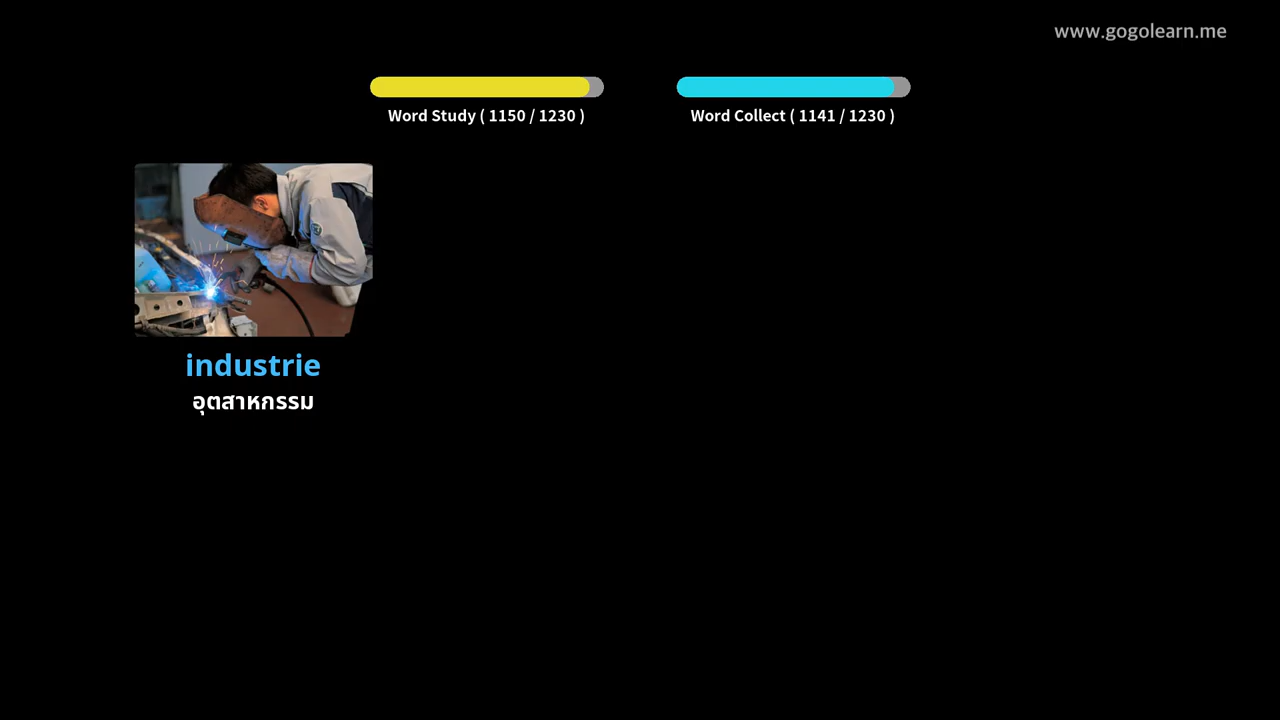 www.gogolearn.me
Word Study ( 1150 / 1230 )
Word Collect ( 1141 / 1230 )
industrie
อุตสาหกรรม